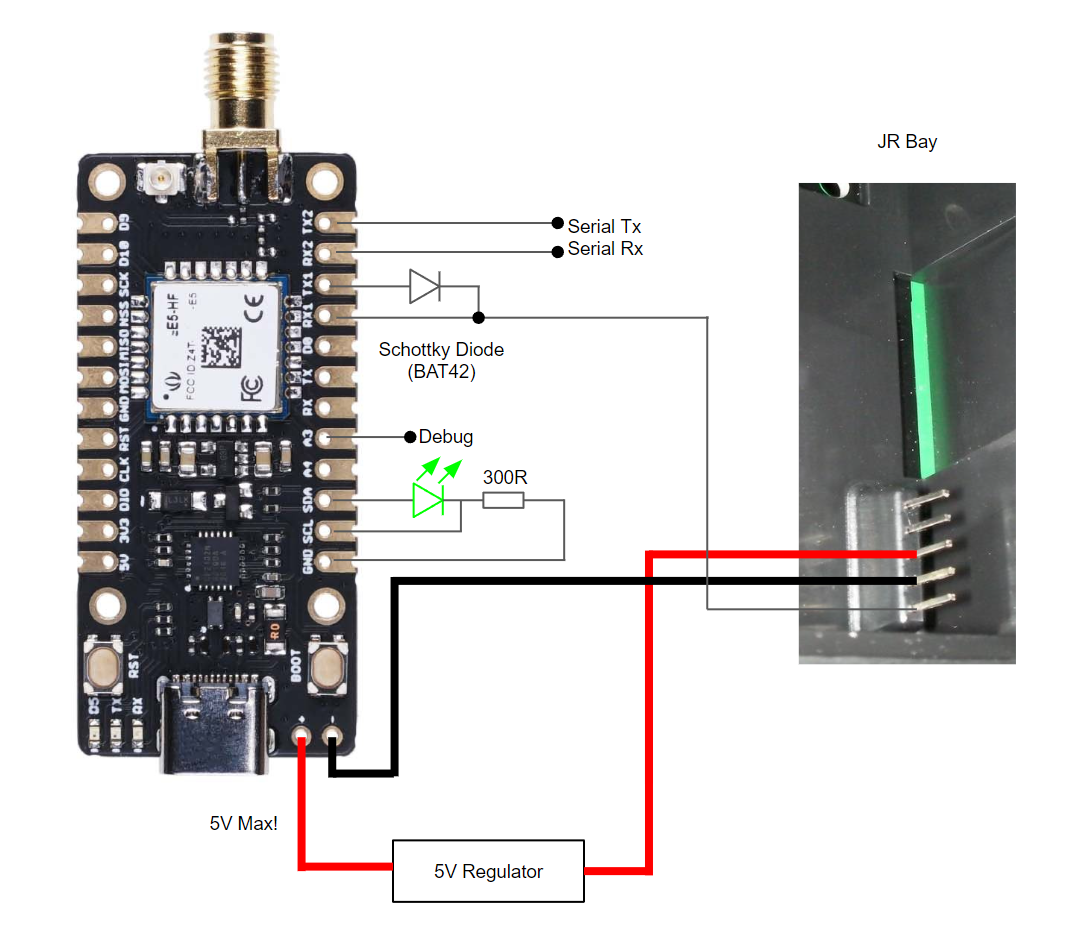 JR Bay
D9
D10
SCK
NSS
MISO
MOSI
GND
RST
CLK
DIO
3V3
5V
TX2
RX2
TX1
RX1
D0
TX
RX
A3
A4
SDA
SCL
GND
E5-HF
-E5
FCC ID:Z4T-
CE
FC
Serial Tx
Serial Rx
Schottky Diode
(BAT42)
Debug
300R
R0
RST
BOOT
D5
TX
RX
+
-
5V Max!
5V Regulator